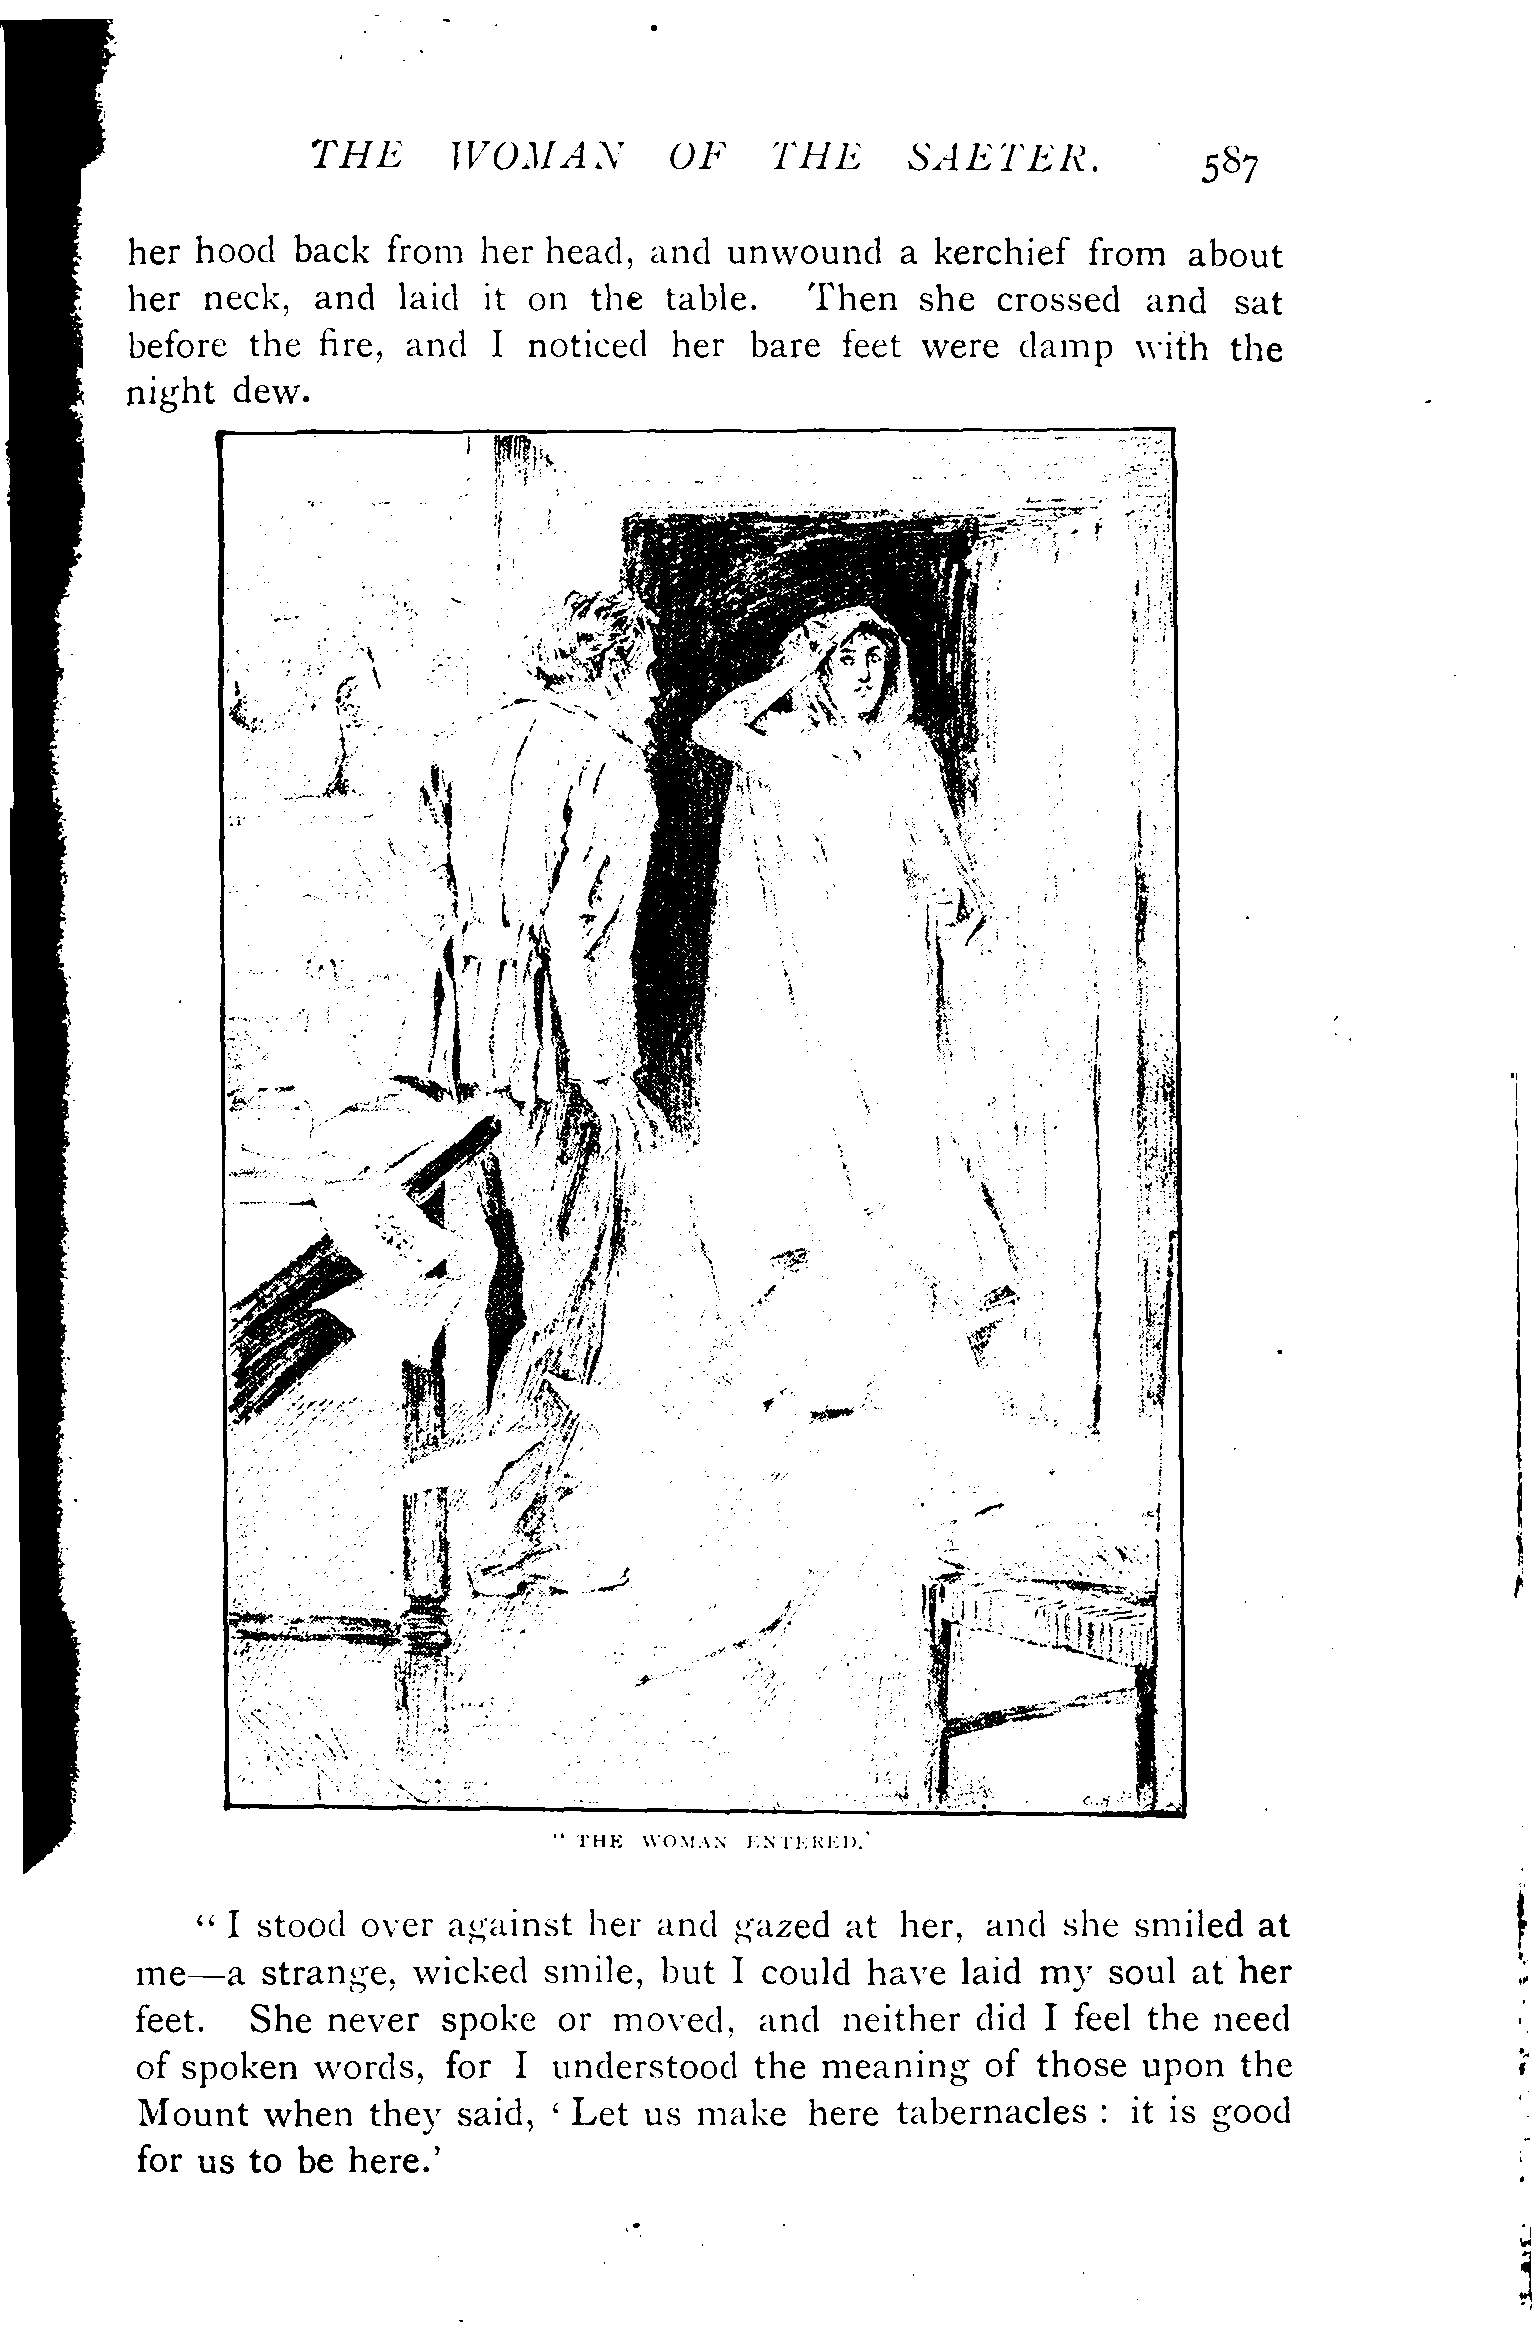 THE WOMAN OF THE SAETER. 587
her hood back from her head, and unwound a kerchief from about
her neck, and laid it on the table. Then she crossed and sat
before the fire, and I noticed her bare feet were damp with the
night dew.
" THE WOMAN ENTERED.'
" I stood over against her and gazed at her, and she smiled at
me—a strange, wicked smile, but I could have laid my soul at her
feet. She never spoke or moved, and neither did I feel the need
of spoken words, for I understood the meaning of those upon the
Mount when they said, ' Let us make here tabernacles : it is good
for us to be here.'